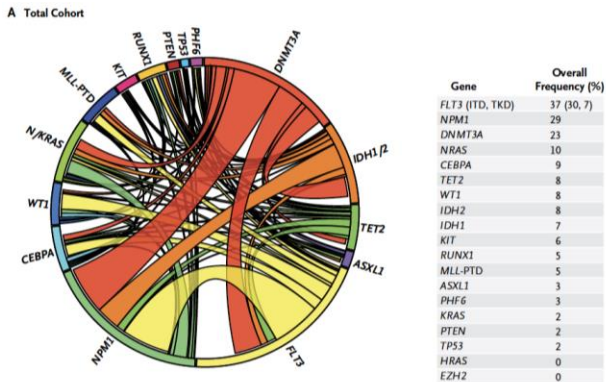 A Total Cohort
PHF6
TP53
PTEN
RUNX1
KIT
MLL-PTD
N/KRAS
WT1
CEBPA
NPM1
FLT3
ASXL1
TET2
IDH1/2
DNMT3A
Gene Overall Frequency (%)
FLT3 (ITD, TKD) 37 (30, 7)
NPM1 29
DNMT3A 23
NRAS 10
CEBPA 9
TET2 8
WT1 8
IDH2 8
IDH1 7
KIT 6
RUNX1 5
MLL-PTD 5
ASXL1 3
PHF6 3
KRAS 2
PTEN 2
TP53 2
HRAS 0
EZH2 0